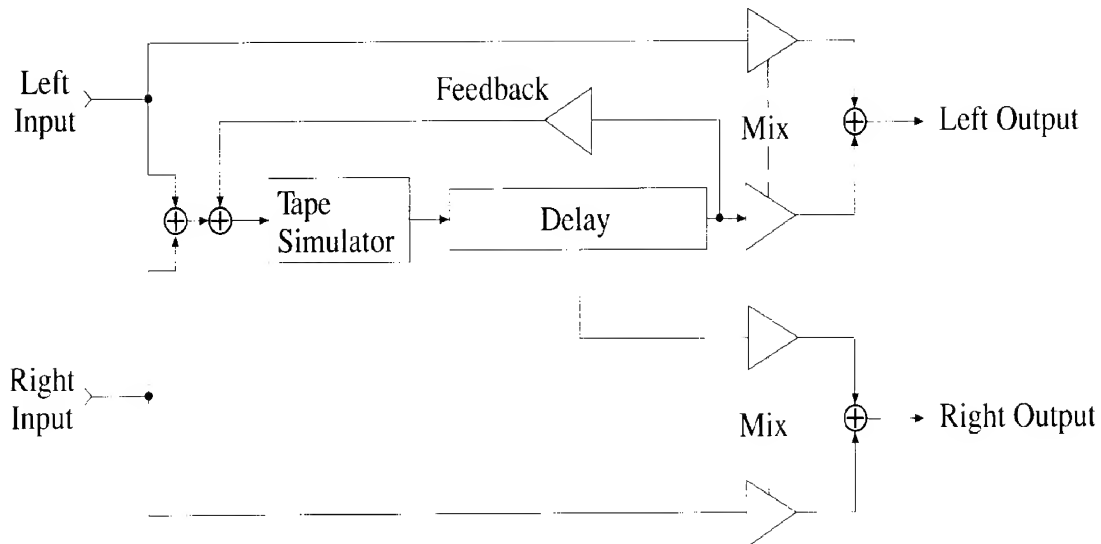 Left
Input
Feedback
Mix
Left Output
Tape
Simulator
Delay
Right
Input
Mix
Right Output